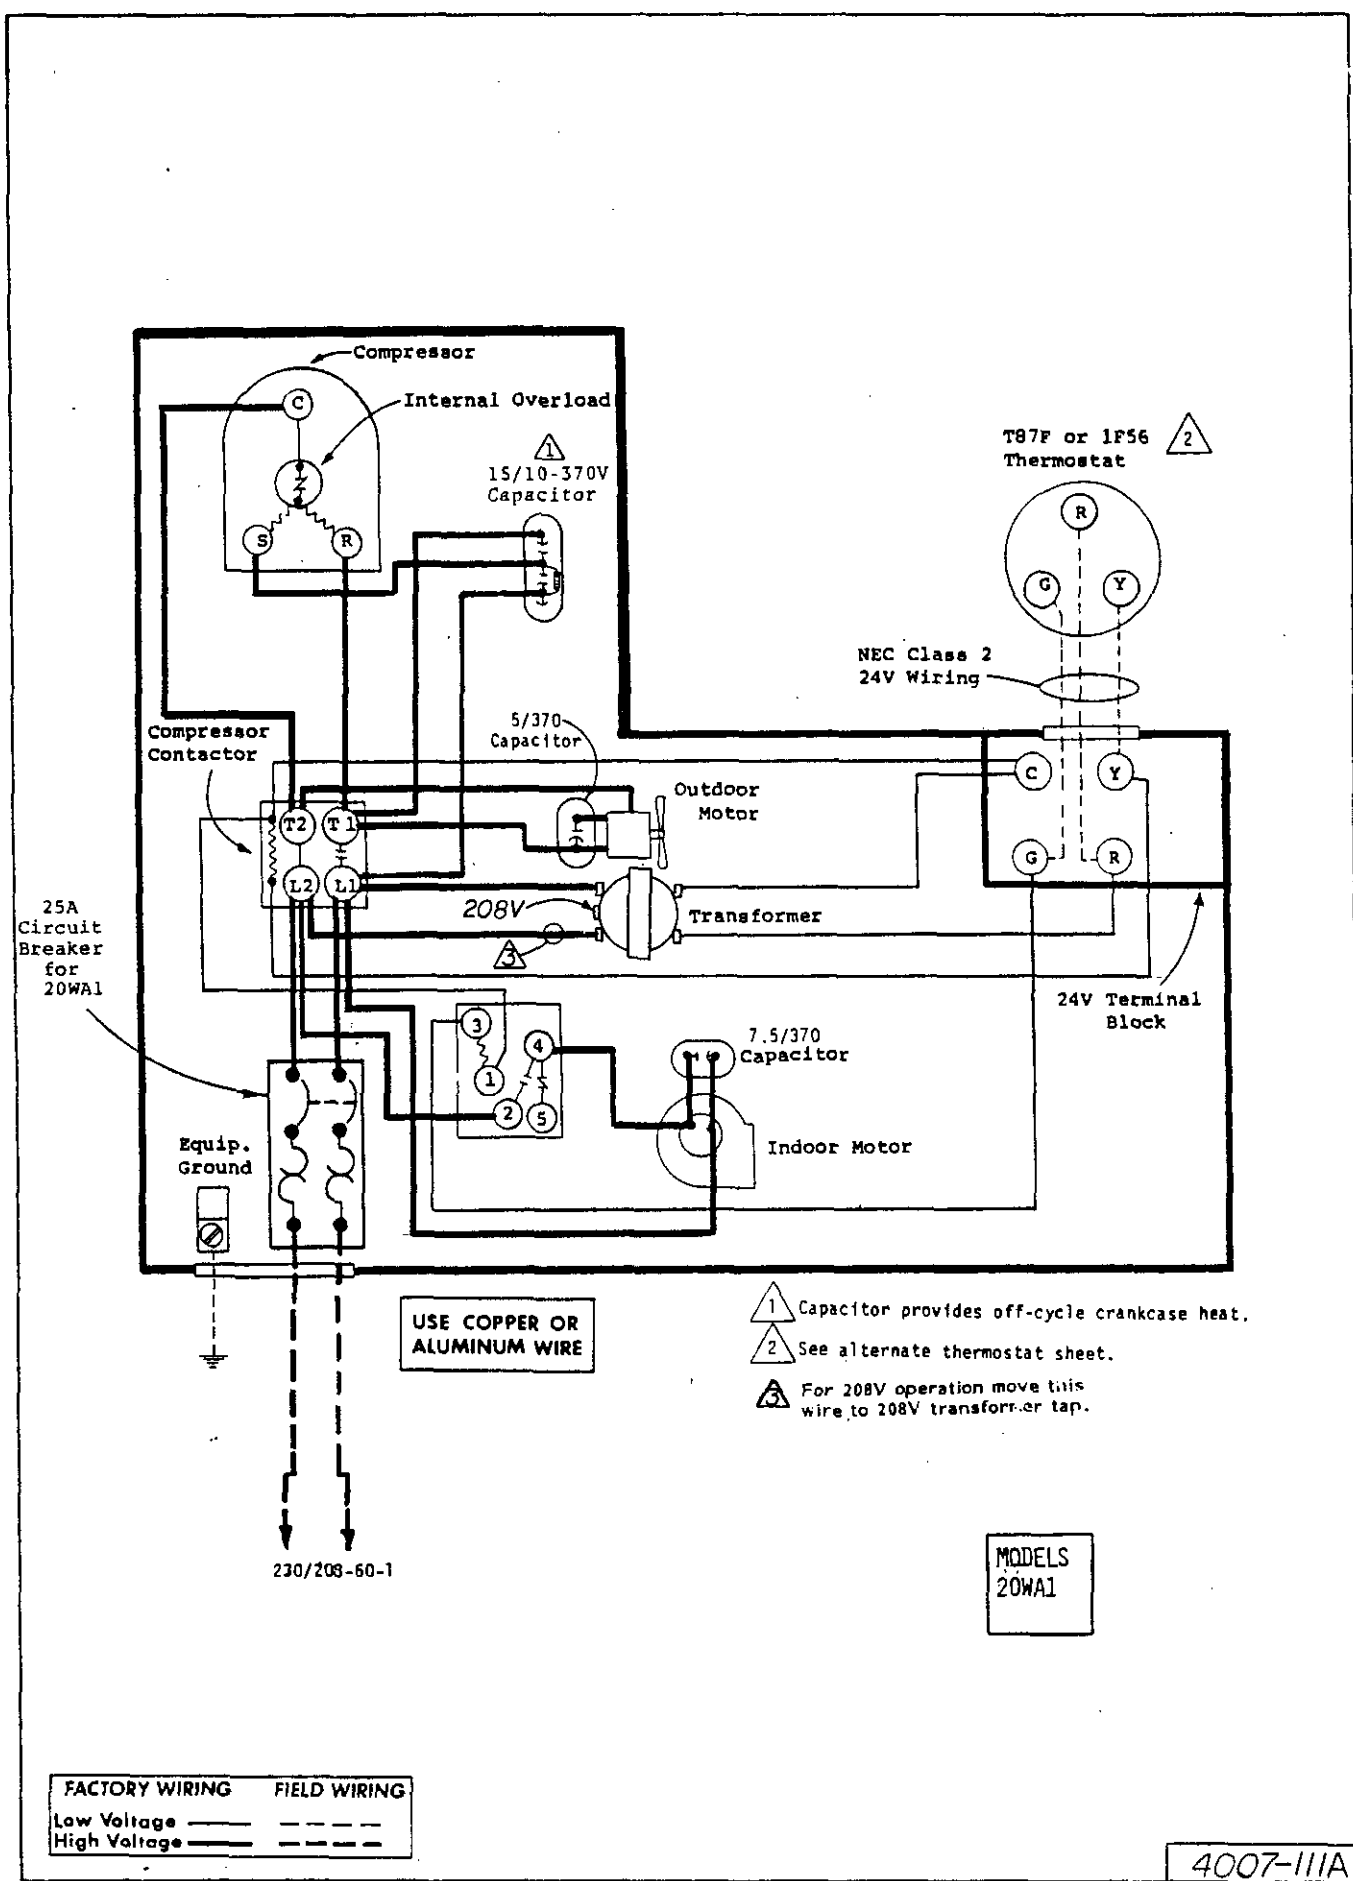 Compressor
C
Internal Overload
1
15/10-370V
Capacitor
S
R
T87F or 1F56
Thermostat
2
R
G
Y
NEC Class 2
24V Wiring
5/370
Capacitor
Compressor
Contactor
C
Y
Outdoor
Motor
T2
T1
G
R
L2
L1
208V
Transformer
3
25A
Circuit
Breaker
for
20WA1
24V Terminal
Block
3
4
1
2
5
7.5/370
Capacitor
Indoor Motor
Equip.
Ground
USE COPPER OR
ALUMINUM WIRE
1 Capacitor provides off-cycle crankcase heat.
2 See alternate thermostat sheet.
3 For 208V operation move this
wire to 208V transformer tap.
230/208-60-1
MODELS
20WA1
FACTORY WIRING FIELD WIRING
Low Voltage
High Voltage
4007-111A